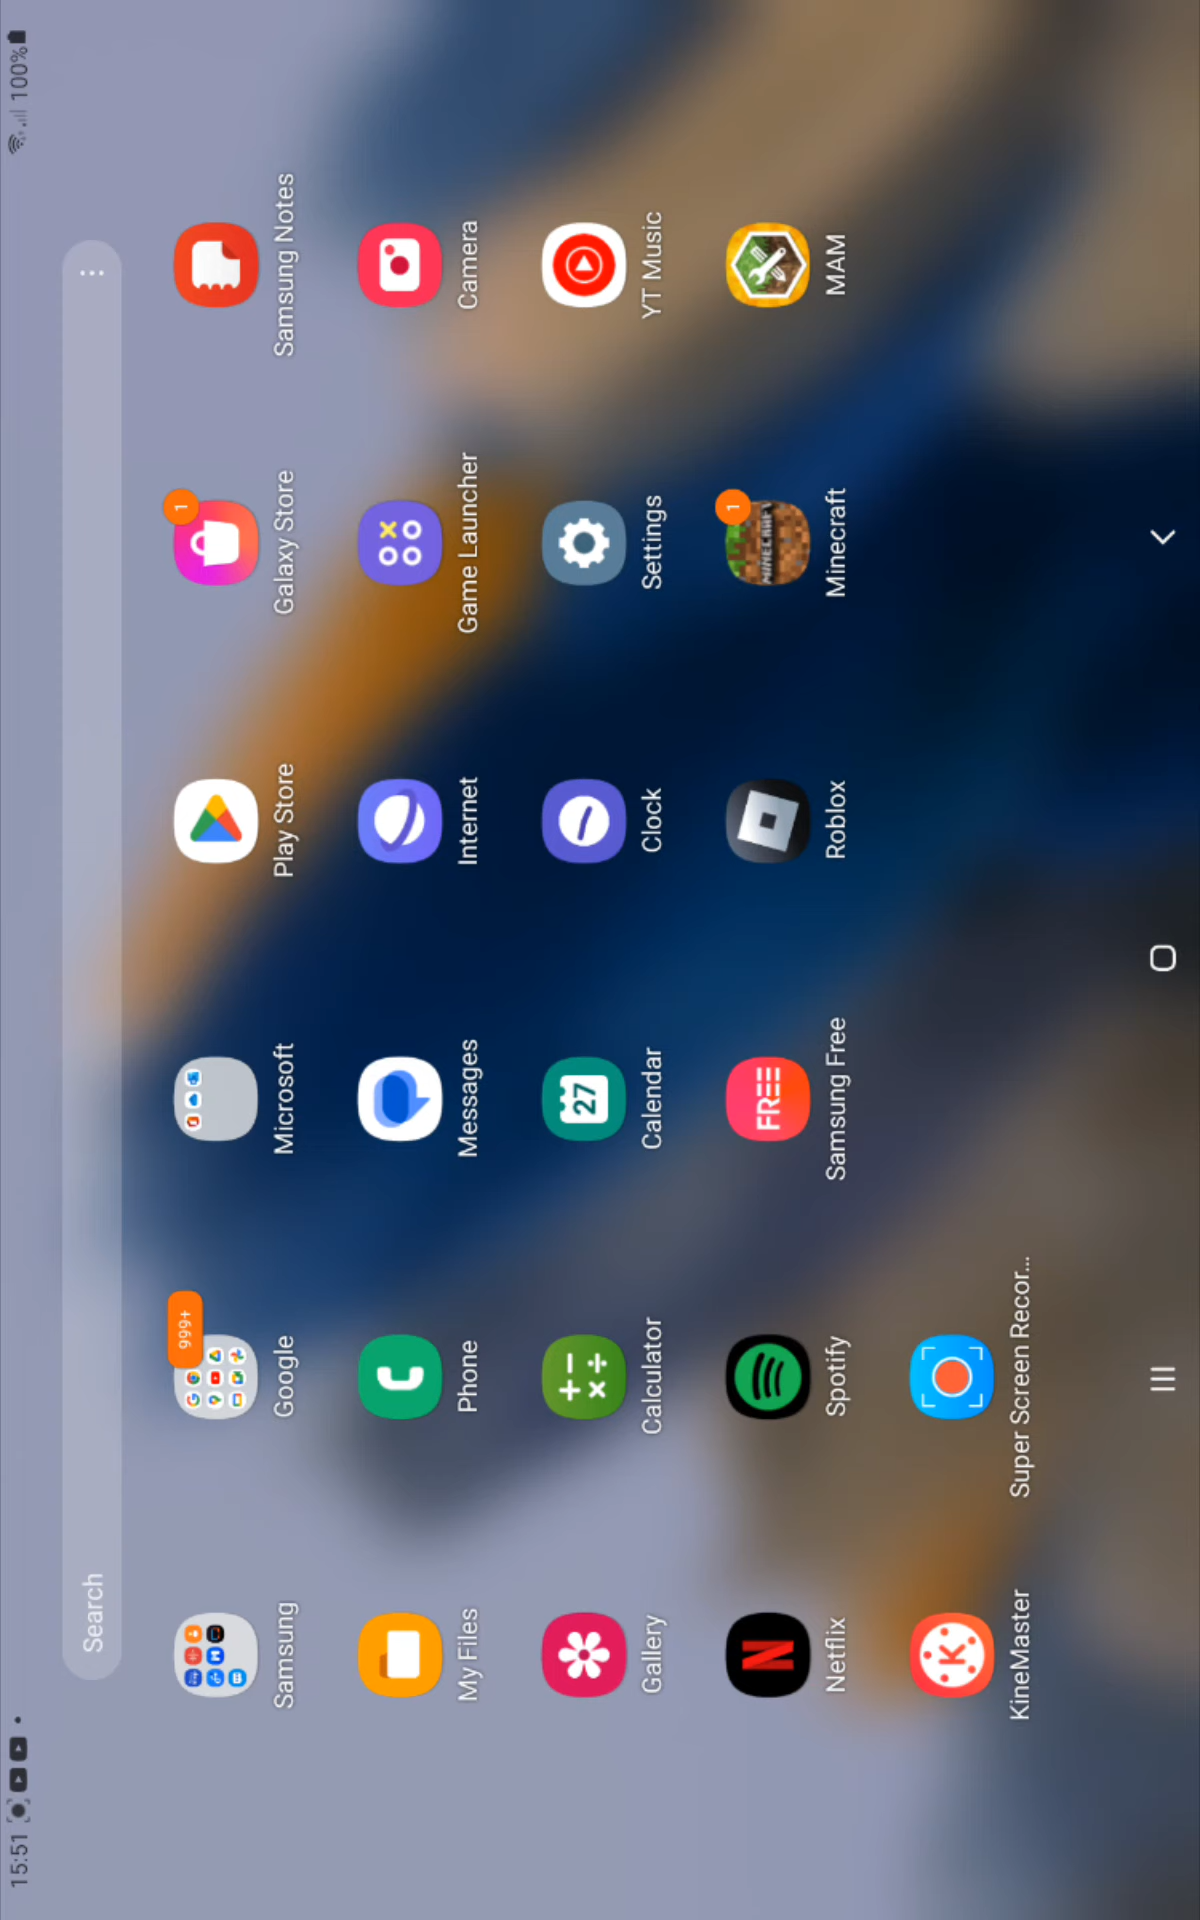 15:51
100%
Search
999+
1
Samsung
Google
Microsoft
Play Store
Galaxy Store
Samsung Notes
My Files
Phone
Messages
Internet
Game Launcher
Camera
27
Gallery
Calculator
Calendar
Clock
Settings
YT Music
N
FREE
MINECRAFT
1
Netflix
Spotify
Samsung Free
Roblox
Minecraft
MAM
K
KineMaster
Super Screen Recor...